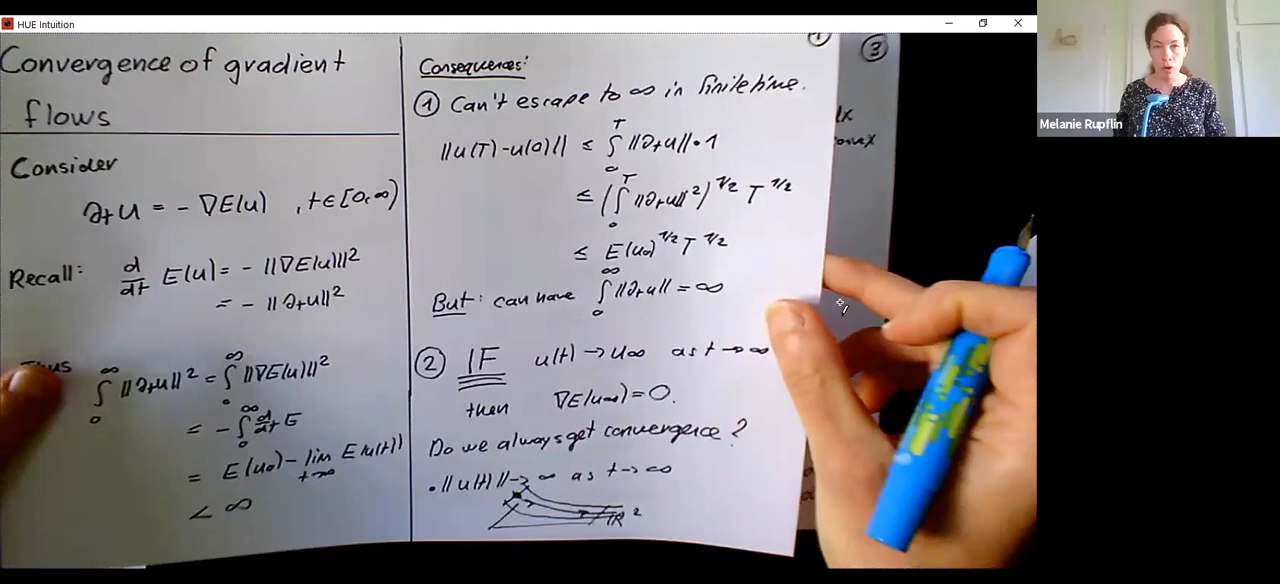 HUE Intuition
Convergence of gradient
flows
Consider
∂ₜu = - ∇E(u) , t∈[0,∞)
Recall: d/dt E(u) = - ||∇E(u)||²
= - ||∂ₜu||²
∫₀^∞ ||∂ₜu||² = ∫₀^∞ ||∇E(u)||²
= - ∫₀^∞ d/dt E
= E(u₀) - lim_{t→∞} E(u(t))
< ∞
Consequences:
① Can't escape to ∞ in finite time.
||u(T)-u(0)|| ≤ ∫₀^T ||∂ₜu||·1
≤ (∫₀^T ||∂ₜu||²)^{1/2} T^{1/2}
≤ E(u₀)^{1/2} T^{1/2}
But: can have ∫₀^∞ ||∂ₜu|| = ∞
② IF u(t) → u∞ as t→∞
then ∇E(u∞) = 0.
Do we always get convergence?
• ||u(t)|| → ∞ as t→∞
ℝ²
①
③
Melanie Rupflin